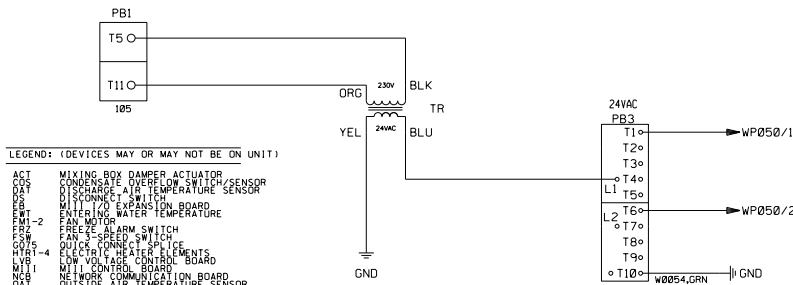 PB1
T5
T11
105
ORG
230V
BLK
TR
YEL
24VAC
BLU
GND
24VAC
PB3
T1
WP050/1
T2
T3
L1
T4
T5
L2
T6
WP050/2
T7
T8
T9
T10
W0054,GRN
GND
LEGEND: (DEVICES MAY OR MAY NOT BE ON UNIT)
ACT MIXING BOX DAMPER ACTUATOR
COS CONDENSATE OVERFLOW SWITCH/SENSOR
DAT DISCHARGE AIR TEMPERATURE SENSOR
DS DISCONNECT SWITCH
EB MIII I/O EXPANSION BOARD
EWT ENTERING WATER TEMPERATURE
FM1-2 FAN MOTOR
FRZ FREEZE ALARM SWITCH
FSW FAN 3-SPEED SWITCH
GQ75 QUICK CONNECT SPLICE
HTR1-4 ELECTRIC HEATER ELEMENTS
LVB LOW VOLTAGE CONTROL BOARD
MIII MIII CONTROL BOARD
NCB NETWORK COMMUNICATION BOARD
OAT OUTSIDE AIR TEMPERATURE SENSOR